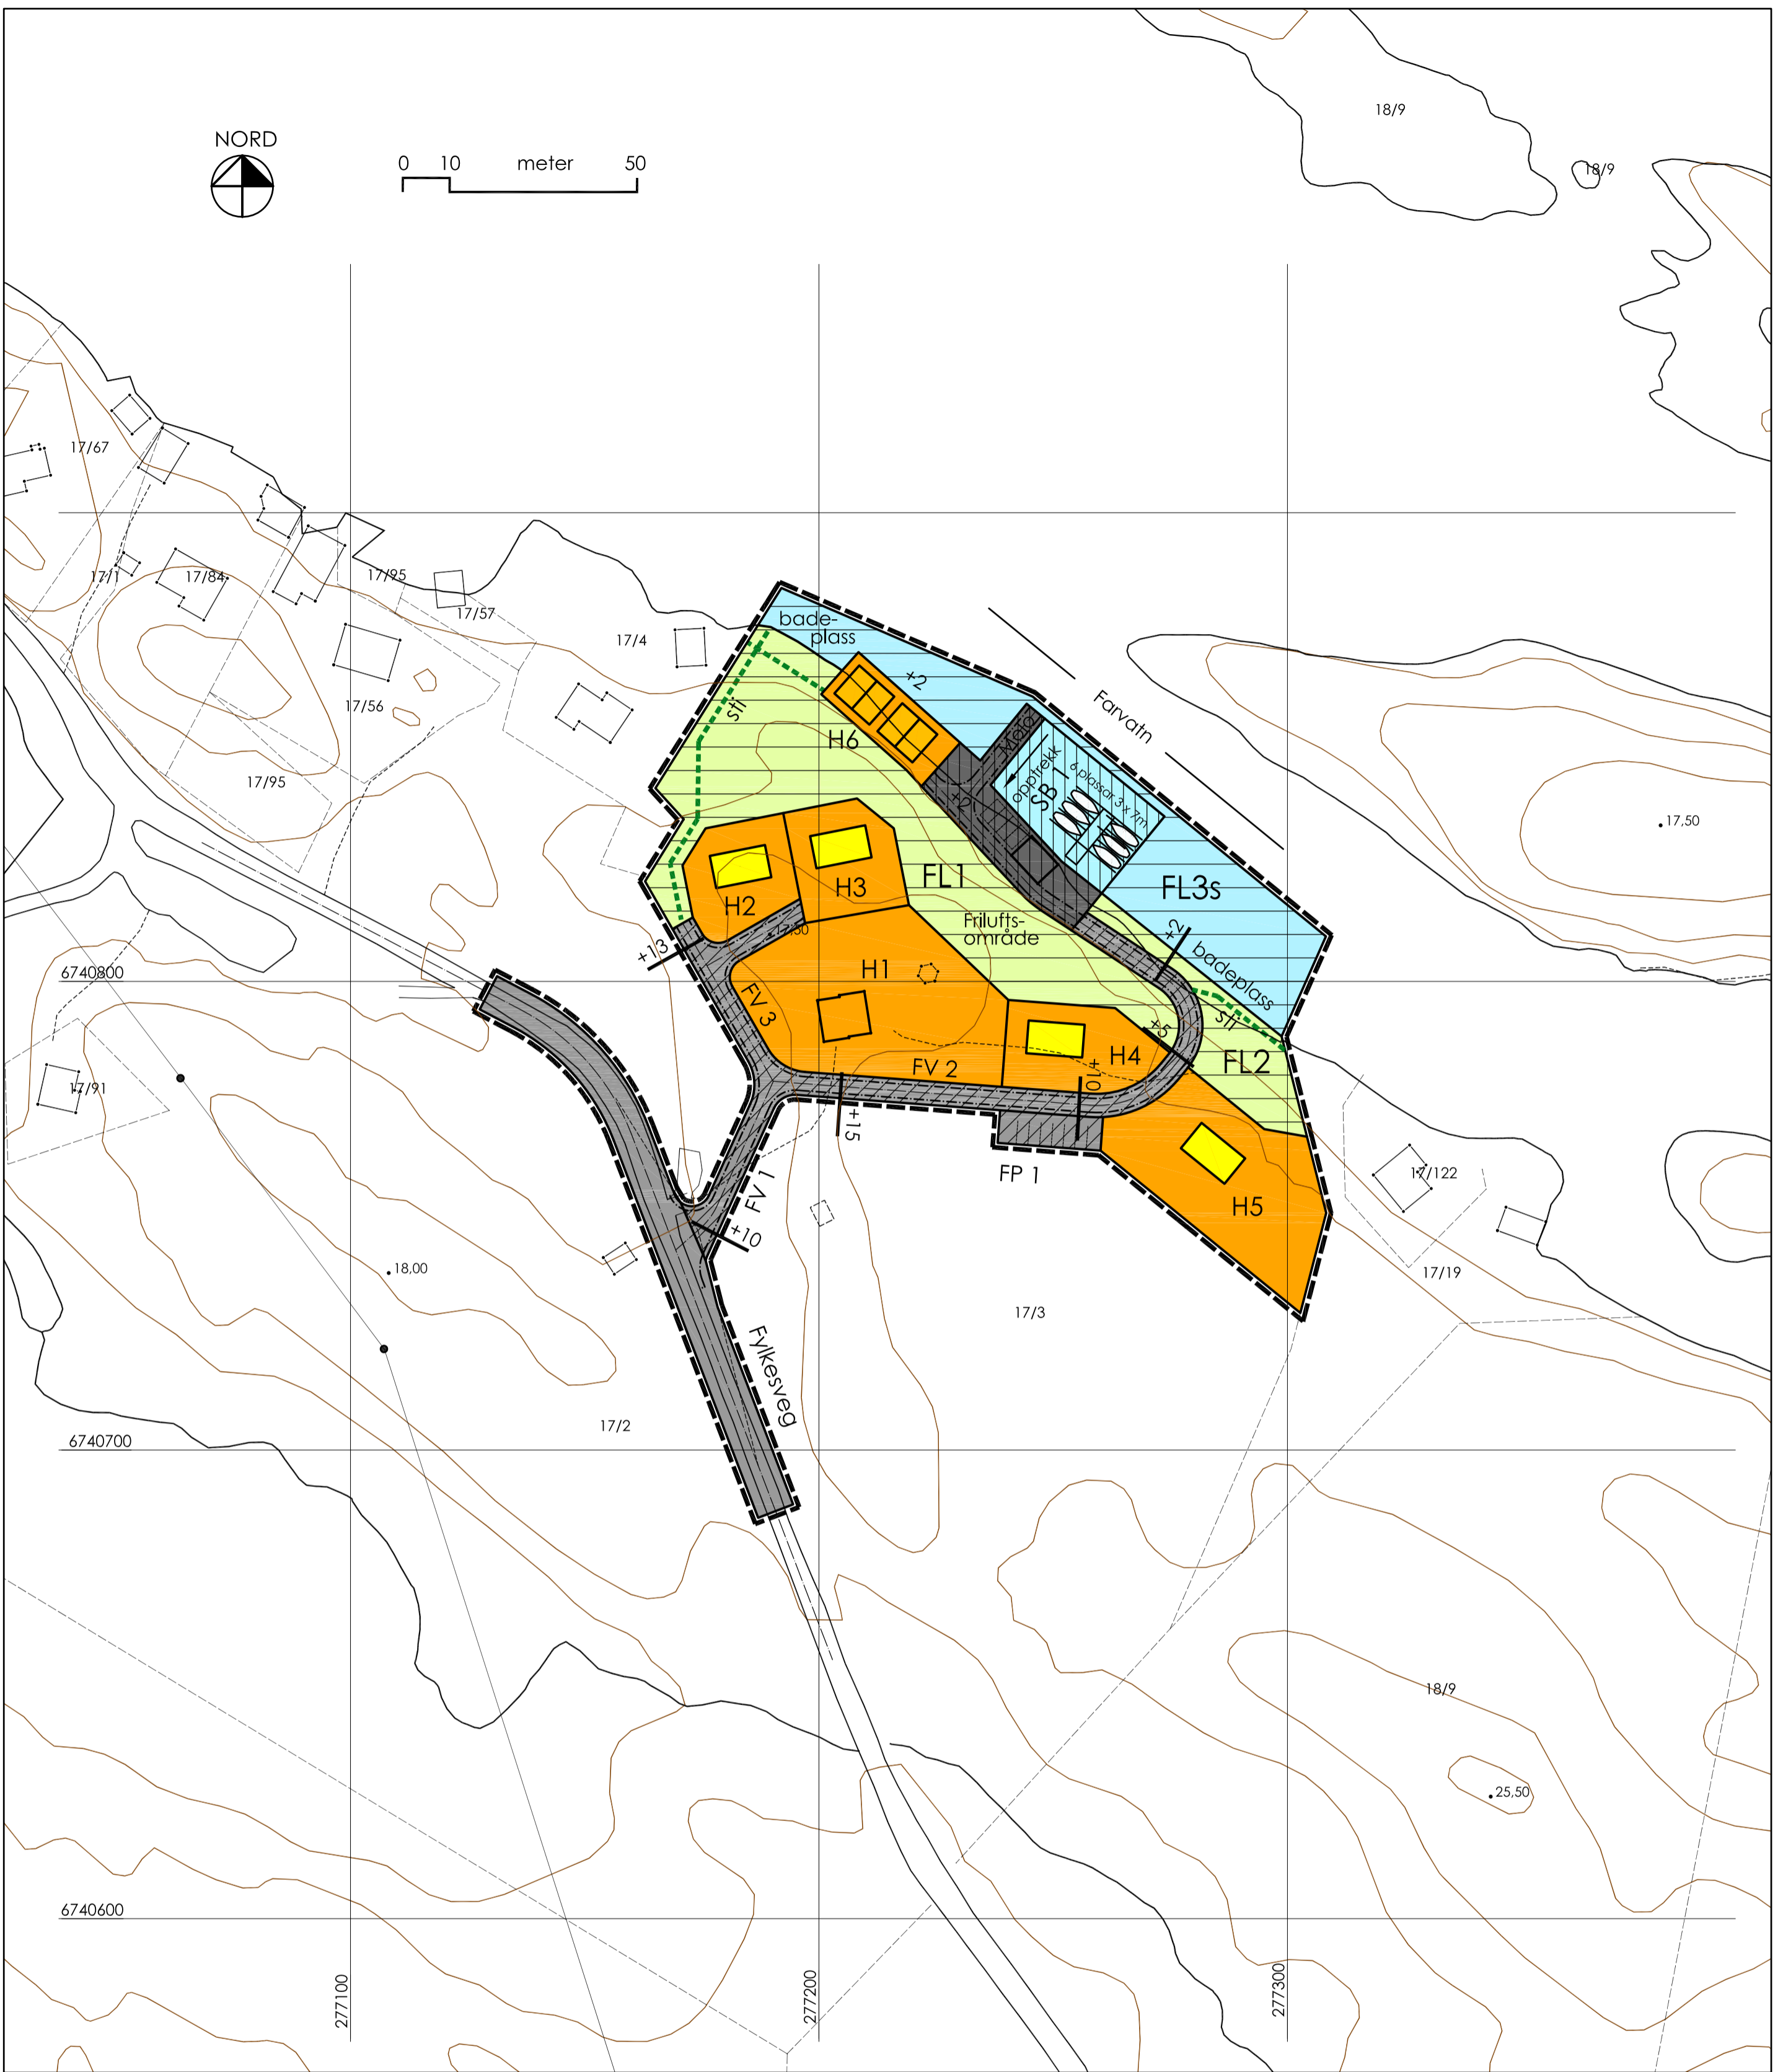 18/9
NORD
0 10 meter 50
18/9
17/67
17/1
17/84
17/95
17/57
17/4
bade-
plass
17/56
sti
+2
Farvatn
17/95
H6
Molo
opptrekk
SB 1
6 plassar 3 x 7m
+2
17,50
H2
H3
FL1
FL3s
Frilufts-
område
17,50
+13
+2
badeplass
H1
6740800
FV 3
sti
+5
H4
FL2
FV 2
+10
17/91
+15
FP 1
17/122
FV 1
H5
+10
18,00
17/19
17/3
Fylkesveg
17/2
6740700
18/9
25,50
6740600
277100
277200
277300